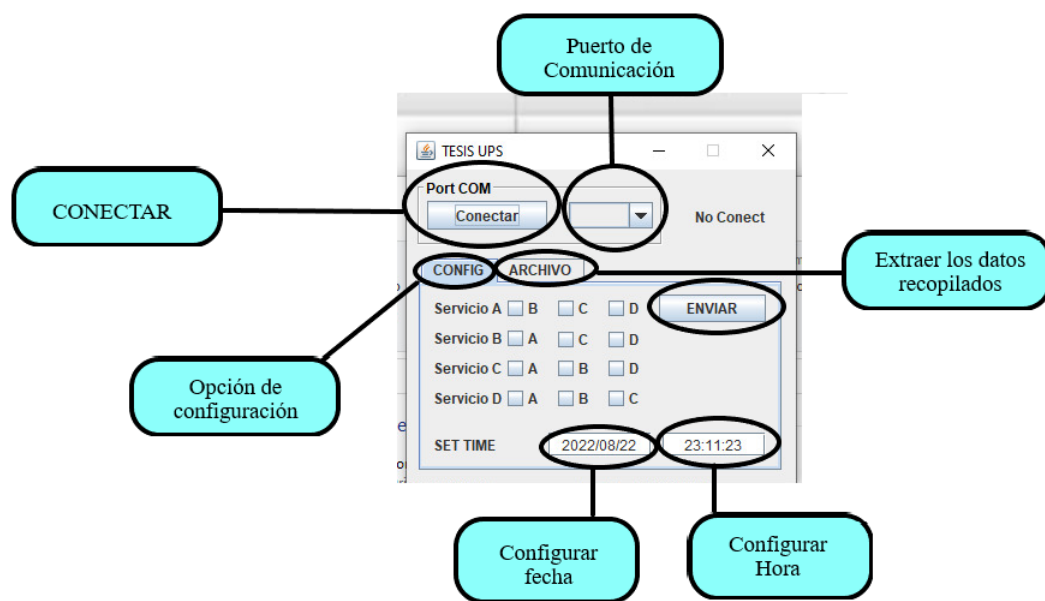 Puerto de
Comunicación
TESIS UPS
Port COM
Conectar
No Conect
CONECTAR
CONFIG
ARCHIVO
Extraer los datos
recopilados
Servicio A B C D
ENVIAR
Servicio B A C D
Servicio C A B D
Servicio D A B C
Opción de
configuración
SET TIME
2022/08/22
23:11:23
Configurar
fecha
Configurar
Hora